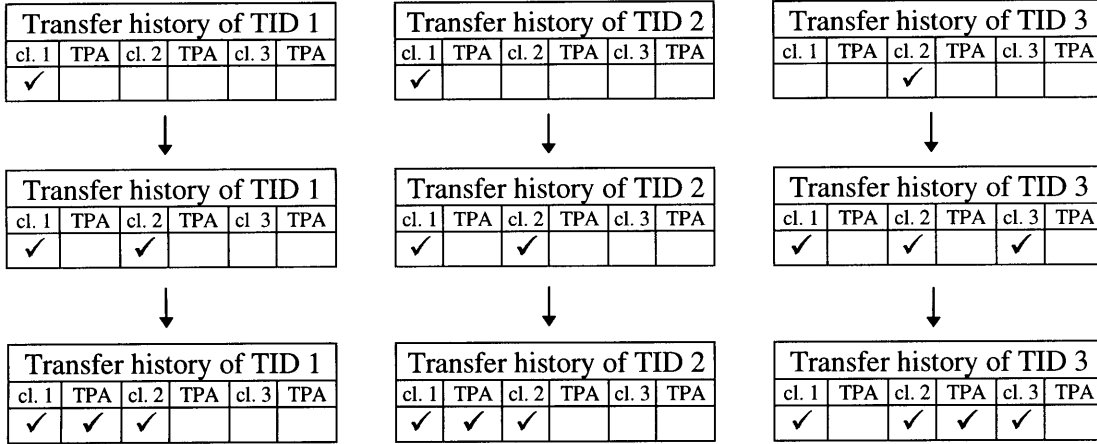 Transfer history of TID 1
cl. 1 TPA cl. 2 TPA cl. 3 TPA
✓
Transfer history of TID 2
cl. 1 TPA cl. 2 TPA cl. 3 TPA
✓
Transfer history of TID 3
cl. 1 TPA cl. 2 TPA cl. 3 TPA
✓
Transfer history of TID 1
cl. 1 TPA cl. 2 TPA cl 3 TPA
✓ ✓
Transfer history of TID 2
cl. 1 TPA cl. 2 TPA cl. 3 TPA
✓ ✓
Transfer history of TID 3
cl. 1 TPA cl. 2 TPA cl. 3 TPA
✓ ✓ ✓
Transfer history of TID 1
cl. 1 TPA cl. 2 TPA cl. 3 TPA
✓ ✓ ✓
Transfer history of TID 2
cl. 1 TPA cl. 2 TPA cl. 3 TPA
✓ ✓ ✓
Transfer history of TID 3
cl. 1 TPA cl. 2 TPA cl. 3 TPA
✓ ✓ ✓ ✓